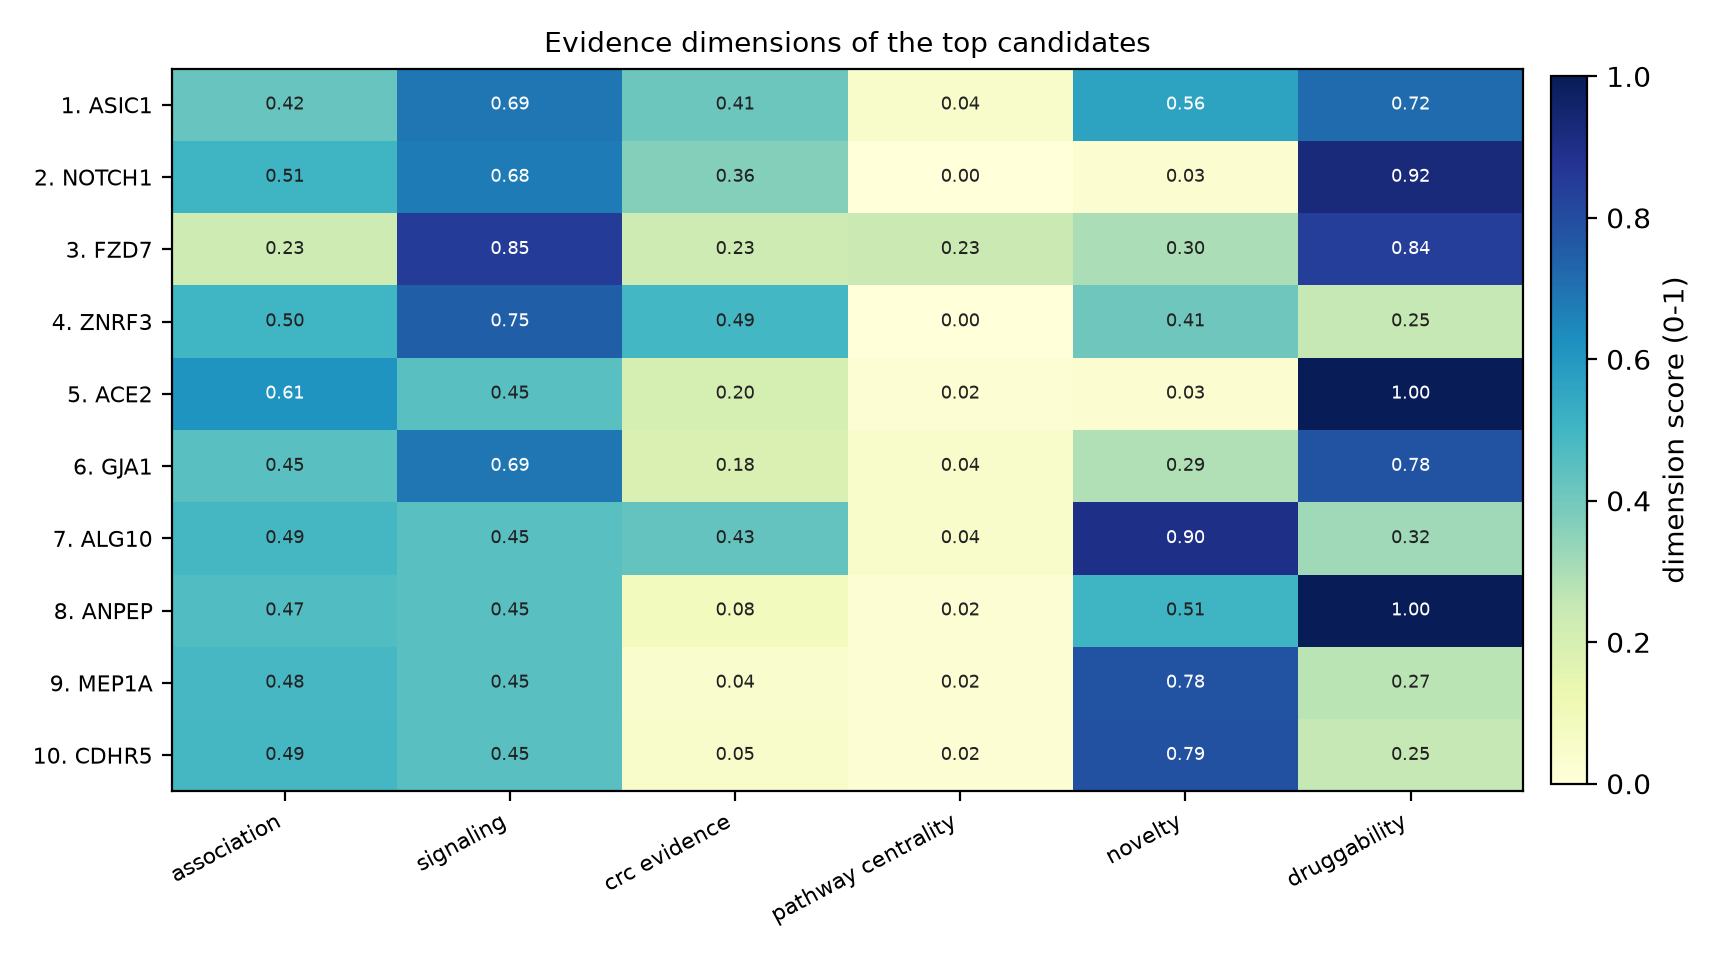 Evidence dimensions of the top candidates
1. ASIC1 0.42 0.69 0.41 0.04 0.56 0.72
2. NOTCH1 0.51 0.68 0.36 0.00 0.03 0.92
3. FZD7 0.23 0.85 0.23 0.23 0.30 0.84
4. ZNRF3 0.50 0.75 0.49 0.00 0.41 0.25
5. ACE2 0.61 0.45 0.20 0.02 0.03 1.00
6. GJA1 0.45 0.69 0.18 0.04 0.29 0.78
7. ALG10 0.49 0.45 0.43 0.04 0.90 0.32
8. ANPEP 0.47 0.45 0.08 0.02 0.51 1.00
9. MEP1A 0.48 0.45 0.04 0.02 0.78 0.27
10. CDHR5 0.49 0.45 0.05 0.02 0.79 0.25
association signaling crc evidence pathway centrality novelty druggability
1.0
0.8
0.6
0.4
0.2
0.0
dimension score (0-1)